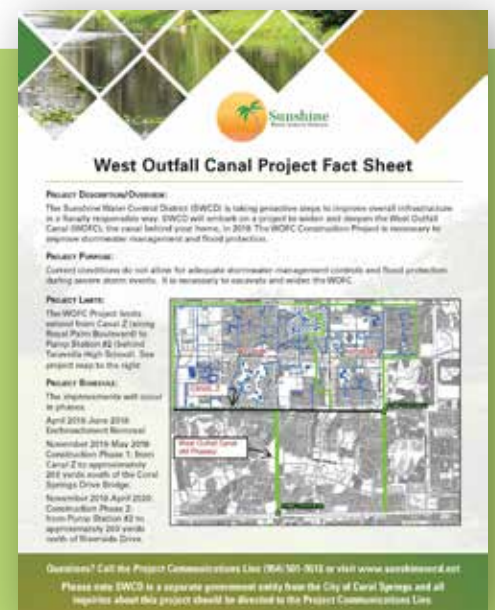 Sunshine
West Outfall Canal Project Fact Sheet
PROJECT DESCRIPTION/OVERVIEW:
The Sunshine Water Control District (SWCD) is taking proactive steps to improve overall infrastructure
in a fiscally responsible way. SWCD will embark on a project to widen and deepen the West Outfall
Canal (WOFC), the canal behind your home, in 2018. The WOFC Construction Project is necessary to
improve stormwater management and flood protection.
PROJECT PURPOSE:
Current conditions do not allow for adequate stormwater management controls and flood protection
during severe storm events. It is necessary to excavate and widen the WOFC.
PROJECT LIMITS:
The WOFC Project limits
extend from Canal Z (along
Royal Palm Boulevard) to
Pump Station #2 (behind
Taravella High School). See
project map to the right.
PROJECT SCHEDULE:
The improvements will occur
in phases.
April 2018-June 2018:
Encroachment Removal
November 2018-May 2019:
Construction Phase 1: from
Canal Z to approximately
200 yards south of the Coral
Springs Drive Bridge.
November 2019-April 2020:
Construction Phase 2:
from Pump Station #2 to
approximately 200 yards
north of Riverside Drive.
West Outfall Canal
(All Phases)
Questions? Call the Project Communications Line or visit www.sunshinewcd.net
Please note SWCD is a separate government entity from the City of Coral Springs and all
inquiries about this project should be directed to the Project Communications Line.